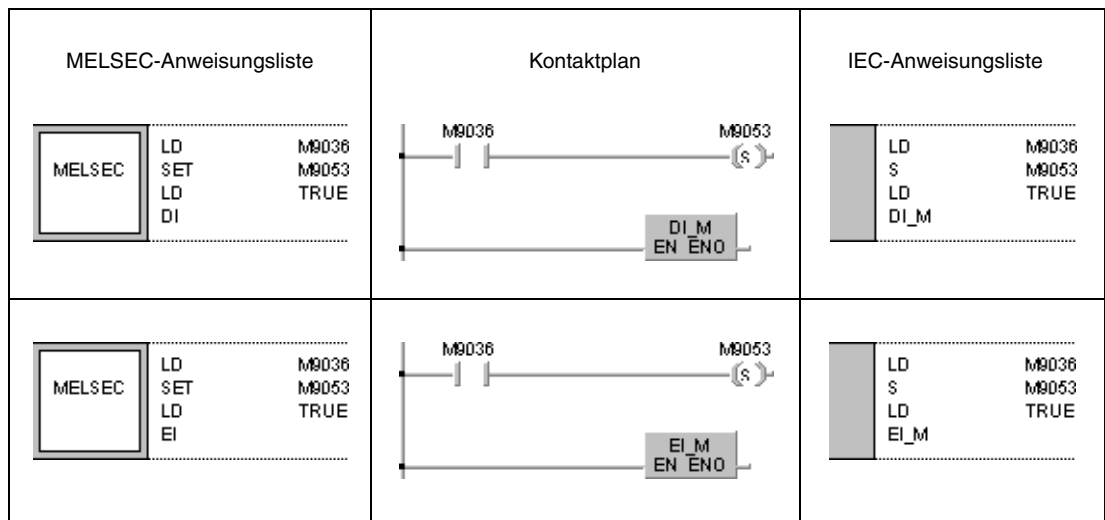 MELSEC-Anweisungsliste
Kontaktplan
IEC-Anweisungsliste
MELSEC
LD M9036
SET M9053
LD TRUE
DI
M9036 M9053
(S)
DI_M
EN ENO
LD M9036
S M9053
LD TRUE
DI_M
MELSEC
LD M9036
SET M9053
LD TRUE
EI
M9036 M9053
(S)
EI_M
EN ENO
LD M9036
S M9053
LD TRUE
EI_M